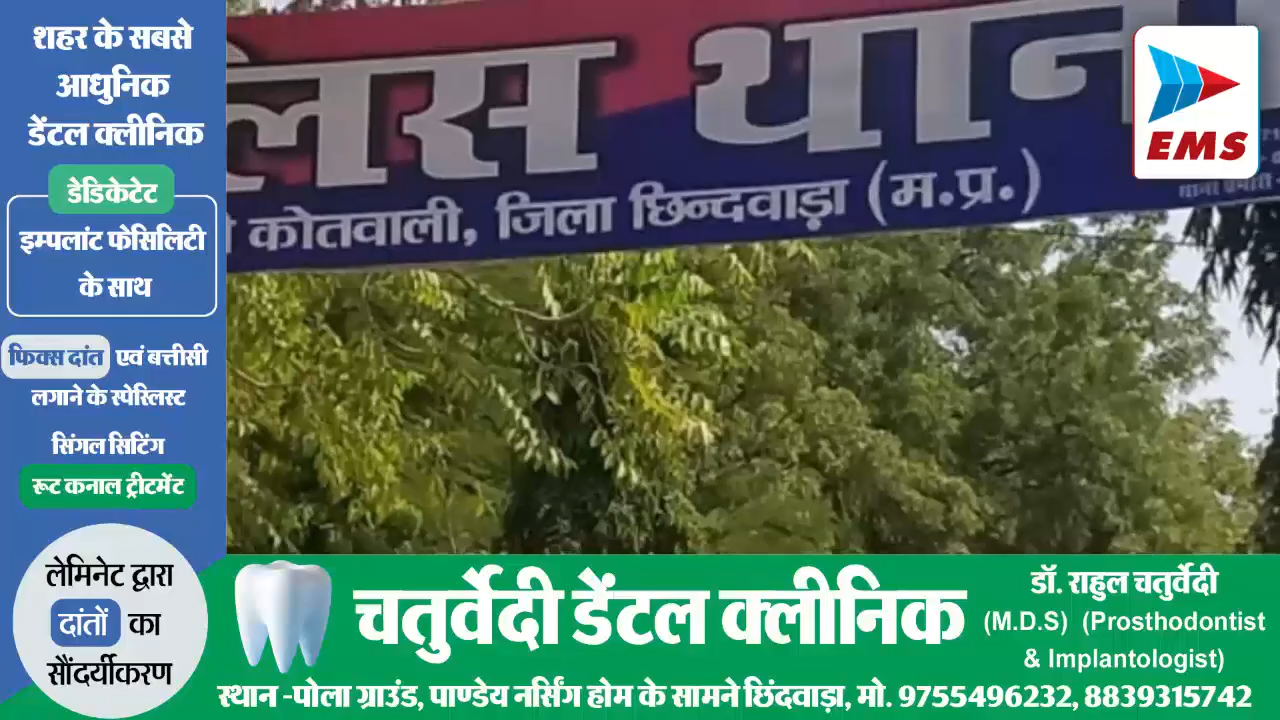 शहर के सबसे
आधुनिक
डेंटल क्लीनिक
डेडिकेटेट
इम्पलांट फेसिलिटी
के साथ
फिक्स दांत एवं बत्तीसी
लगाने के स्पेस्लिस्ट
सिंगल सिटिंग
रूट कनाल ट्रीटमेंट
लेमिनेट द्वारा
दांतों का
सौंदर्यीकरण
लिस थान
कोतवाली, जिला छिन्दवाड़ा (म.प्र.)
EMS
चतुर्वेदी डेंटल क्लीनिक
डॉ. राहुल चतुर्वेदी
(M.D.S) (Prosthodontist
& Implantologist)
स्थान -पोला ग्राउंड, पाण्डेय नर्सिंग होम के सामने छिंदवाड़ा, मो. 9755496232, 8839315742